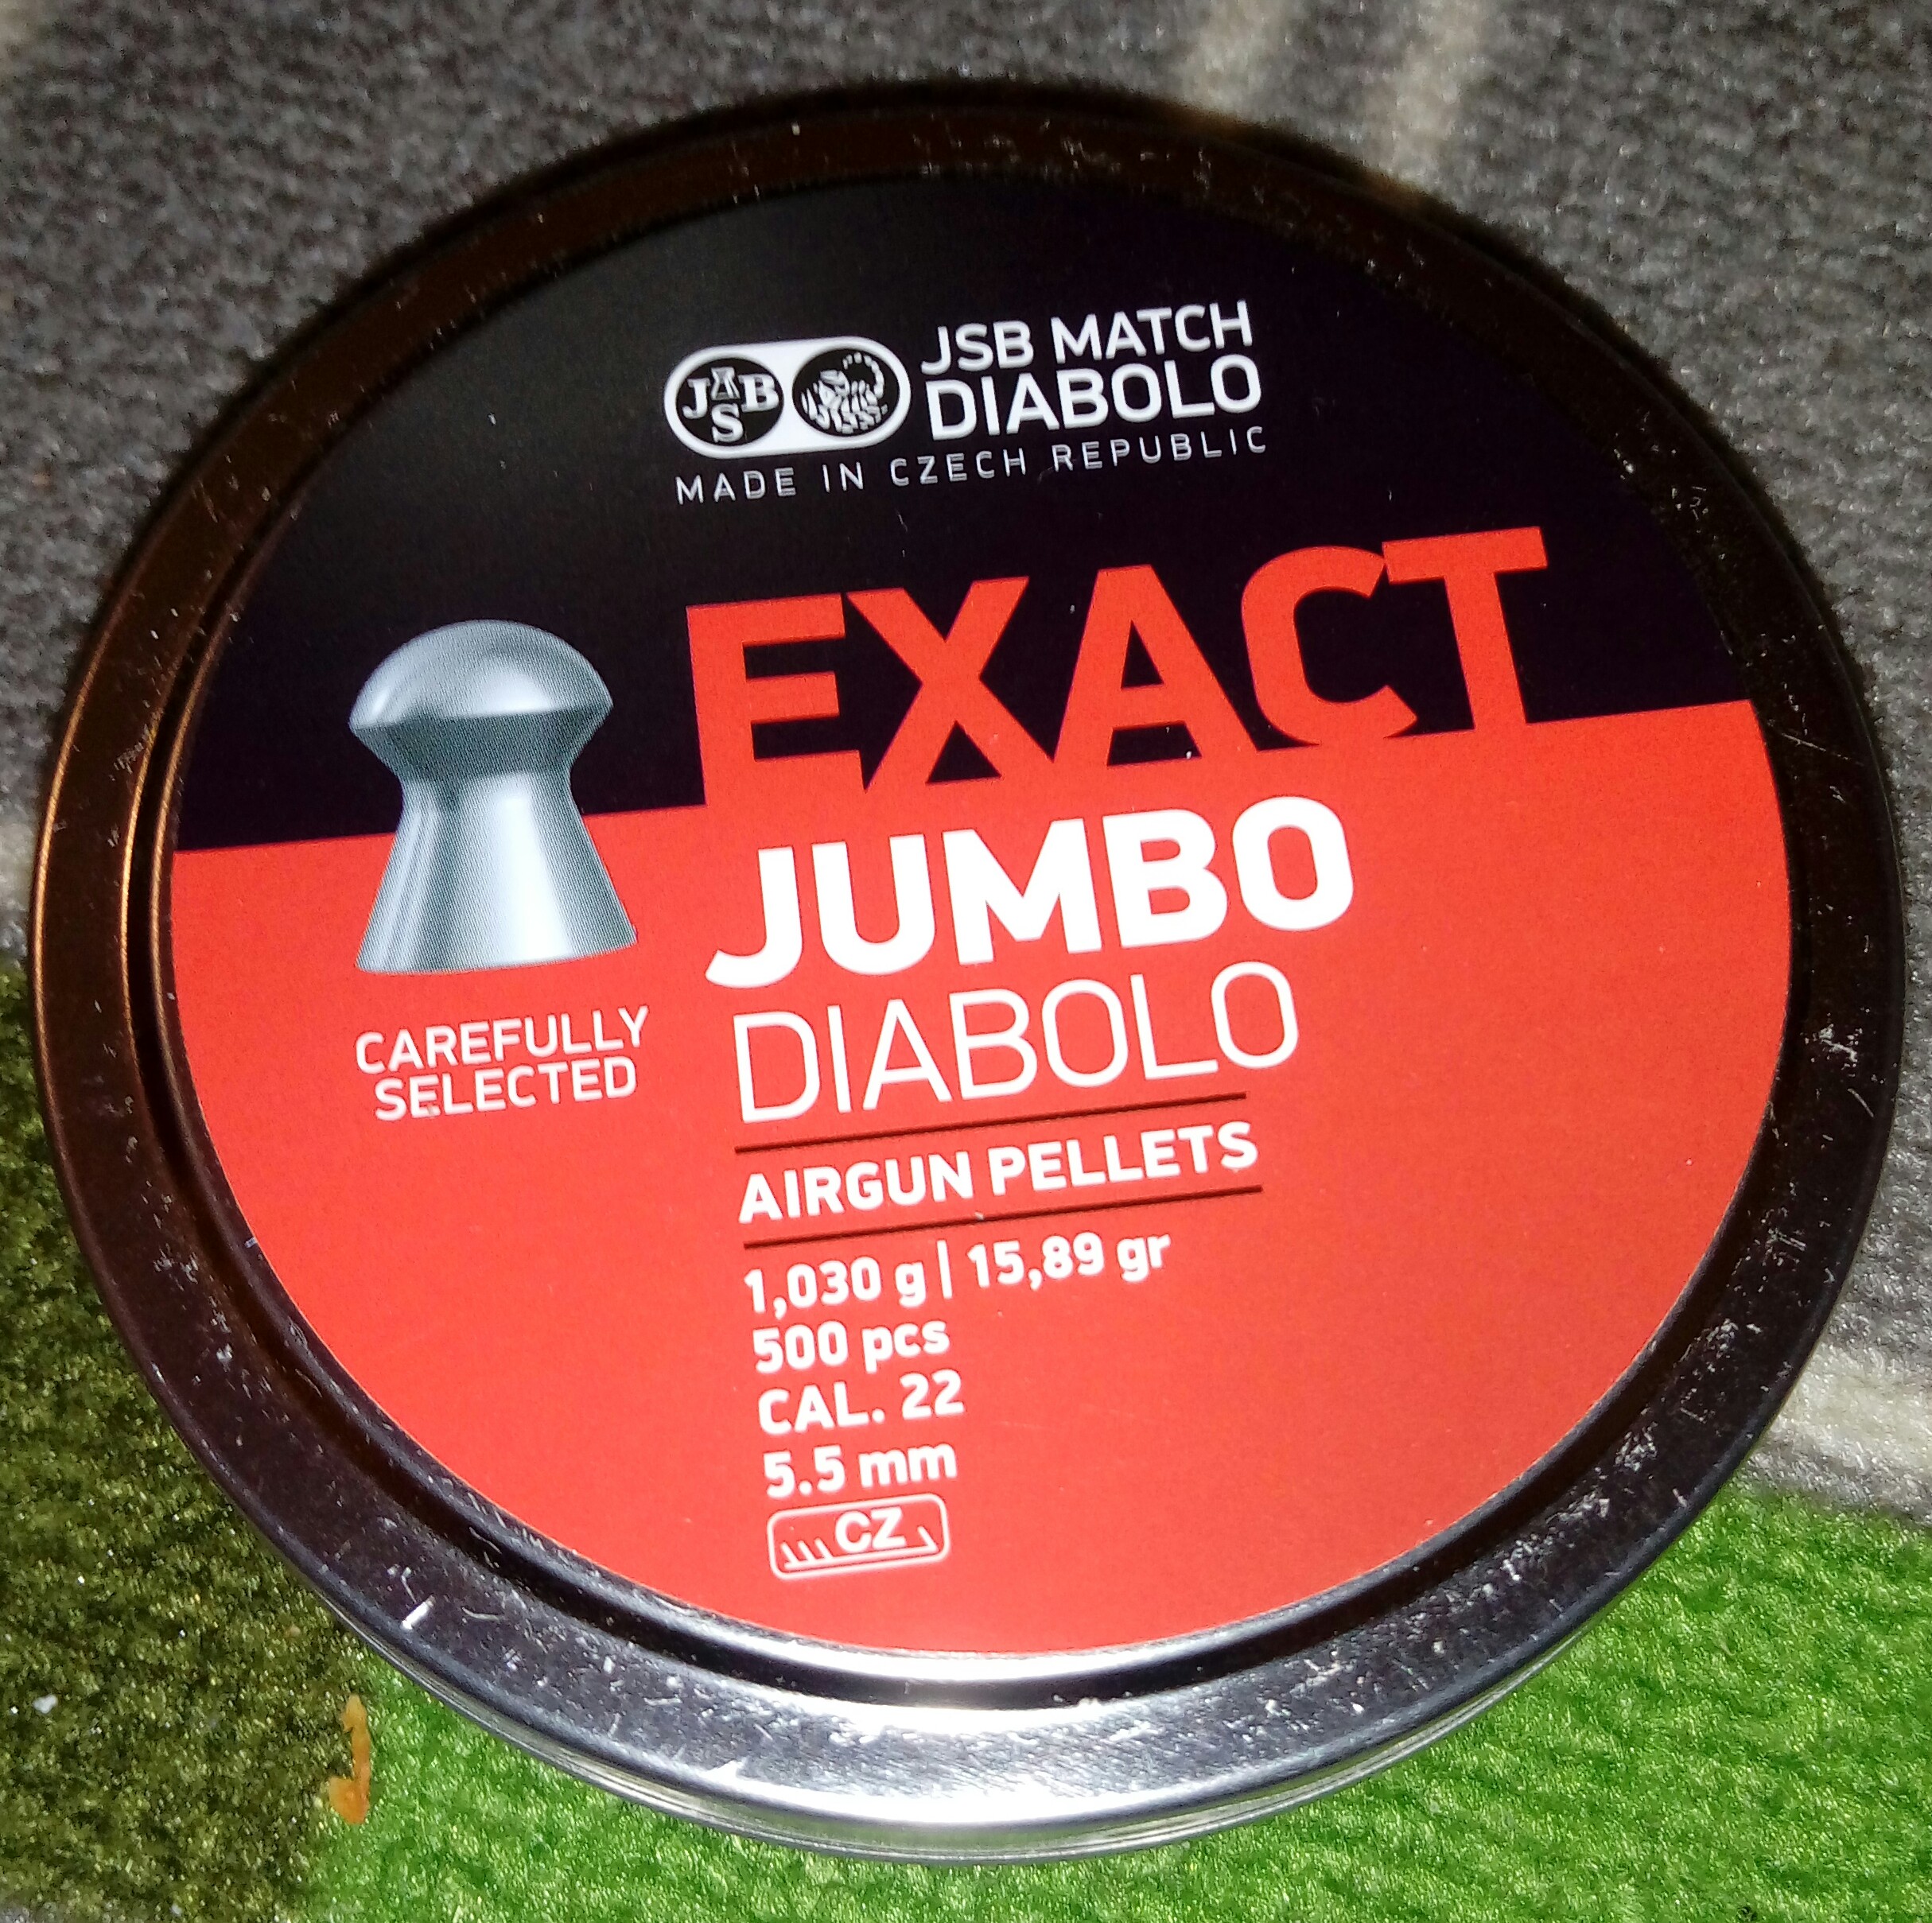 JSB
JSB MATCH
DIABOLO
MADE IN CZECH REPUBLIC
EXACT
JUMBO
DIABOLO
CAREFULLY
SELECTED
AIRGUN PELLETS
1,030 g | 15,89 gr
500 pcs
CAL. 22
5.5 mm
CZ